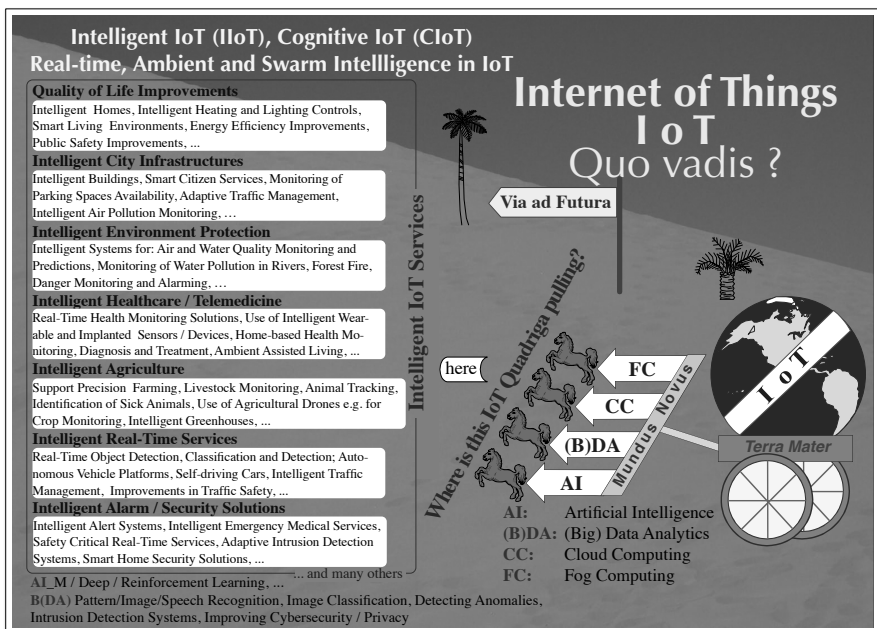 Intelligent IoT (IIoT), Cognitive IoT (CIoT)
Real-time, Ambient and Swarm Intellligence in IoT
Quality of Life Improvements
Intelligent Homes, Intelligent Heating and Lighting Controls,
Smart Living Environments, Energy Efficiency Improvements,
Public Safety Improvements, ...
Intelligent City Infrastructures
Intelligent Buildings, Smart Citizen Services, Monitoring of
Parking Spaces Availability, Adaptive Traffic Management,
Intelligent Air Pollution Monitoring, …
Intelligent Environment Protection
Intelligent Systems for: Air and Water Quality Monitoring and
Predictions, Monitoring of Water Pollution in Rivers, Forest Fire,
Danger Monitoring and Alarming, …
Intelligent Healthcare / Telemedicine
Real-Time Health Monitoring Solutions, Use of Intelligent Wear-
able and Implanted Sensors / Devices, Home-based Health Mo-
nitoring, Diagnosis and Treatment, Ambient Assisted Living, ...
Intelligent Agriculture
Support Precision Farming, Livestock Monitoring, Animal Tracking,
Identification of Sick Animals, Use of Agricultural Drones e.g. for
Crop Monitoring, Intelligent Greenhouses, ...
Intelligent Real-Time Services
Real-Time Object Detection, Classification and Detection; Auto-
nomous Vehicle Platforms, Self-driving Cars, Intelligent Traffic
Management, Improvements in Traffic Safety, ...
Intelligent Alarm / Security Solutions
Intelligent Alert Systems, Intelligent Emergency Medical Services,
Safety Critical Real-Time Services, Adaptive Intrusion Detection
Systems, Smart Home Security Solutions, ...
... and many others
AI_M / Deep / Reinforcement Learning, ...
B(DA) Pattern/Image/Speech Recognition, Image Classification, Detecting Anomalies,
Intrusion Detection Systems, Improving Cybersecurity / Privacy
Intelligent IoT Services
Internet of Things
I o T
Quo vadis ?
Via ad Futura
here
Where is this IoT Quadriga pulling?
FC
CC
(B)DA
AI
Mundus Novus
I o T
Terra Mater
AI: Artificial Intelligence
(B)DA: (Big) Data Analytics
CC: Cloud Computing
FC: Fog Computing